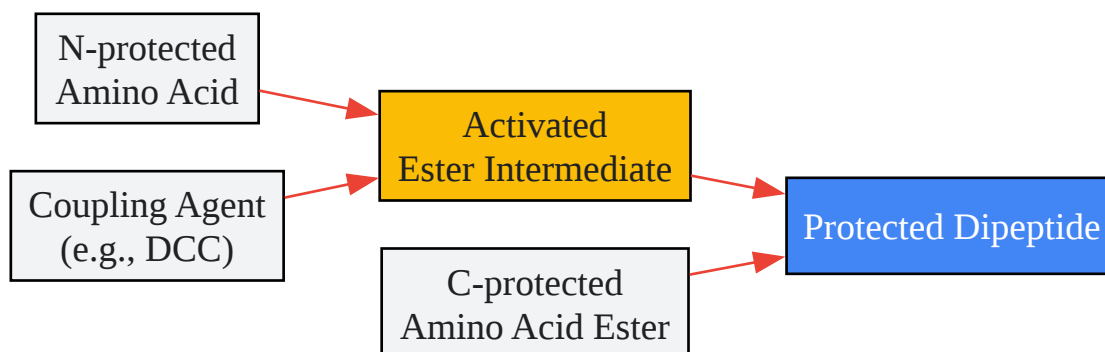 N-protected
Amino Acid
Coupling Agent
(e.g., DCC)
Activated
Ester Intermediate
C-protected
Amino Acid Ester
Protected Dipeptide